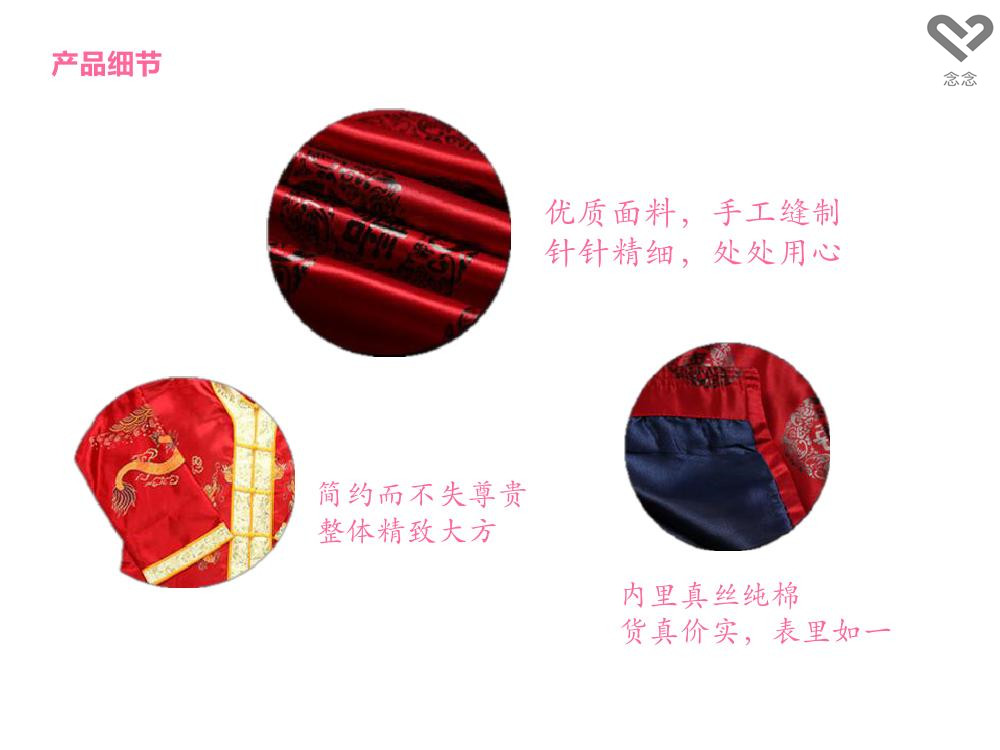 产品细节
念念
优质面料，手工缝制
针针精细，处处用心
简约而不失尊贵
整体精致大方
内里真丝纯棉
货真价实，表里如一